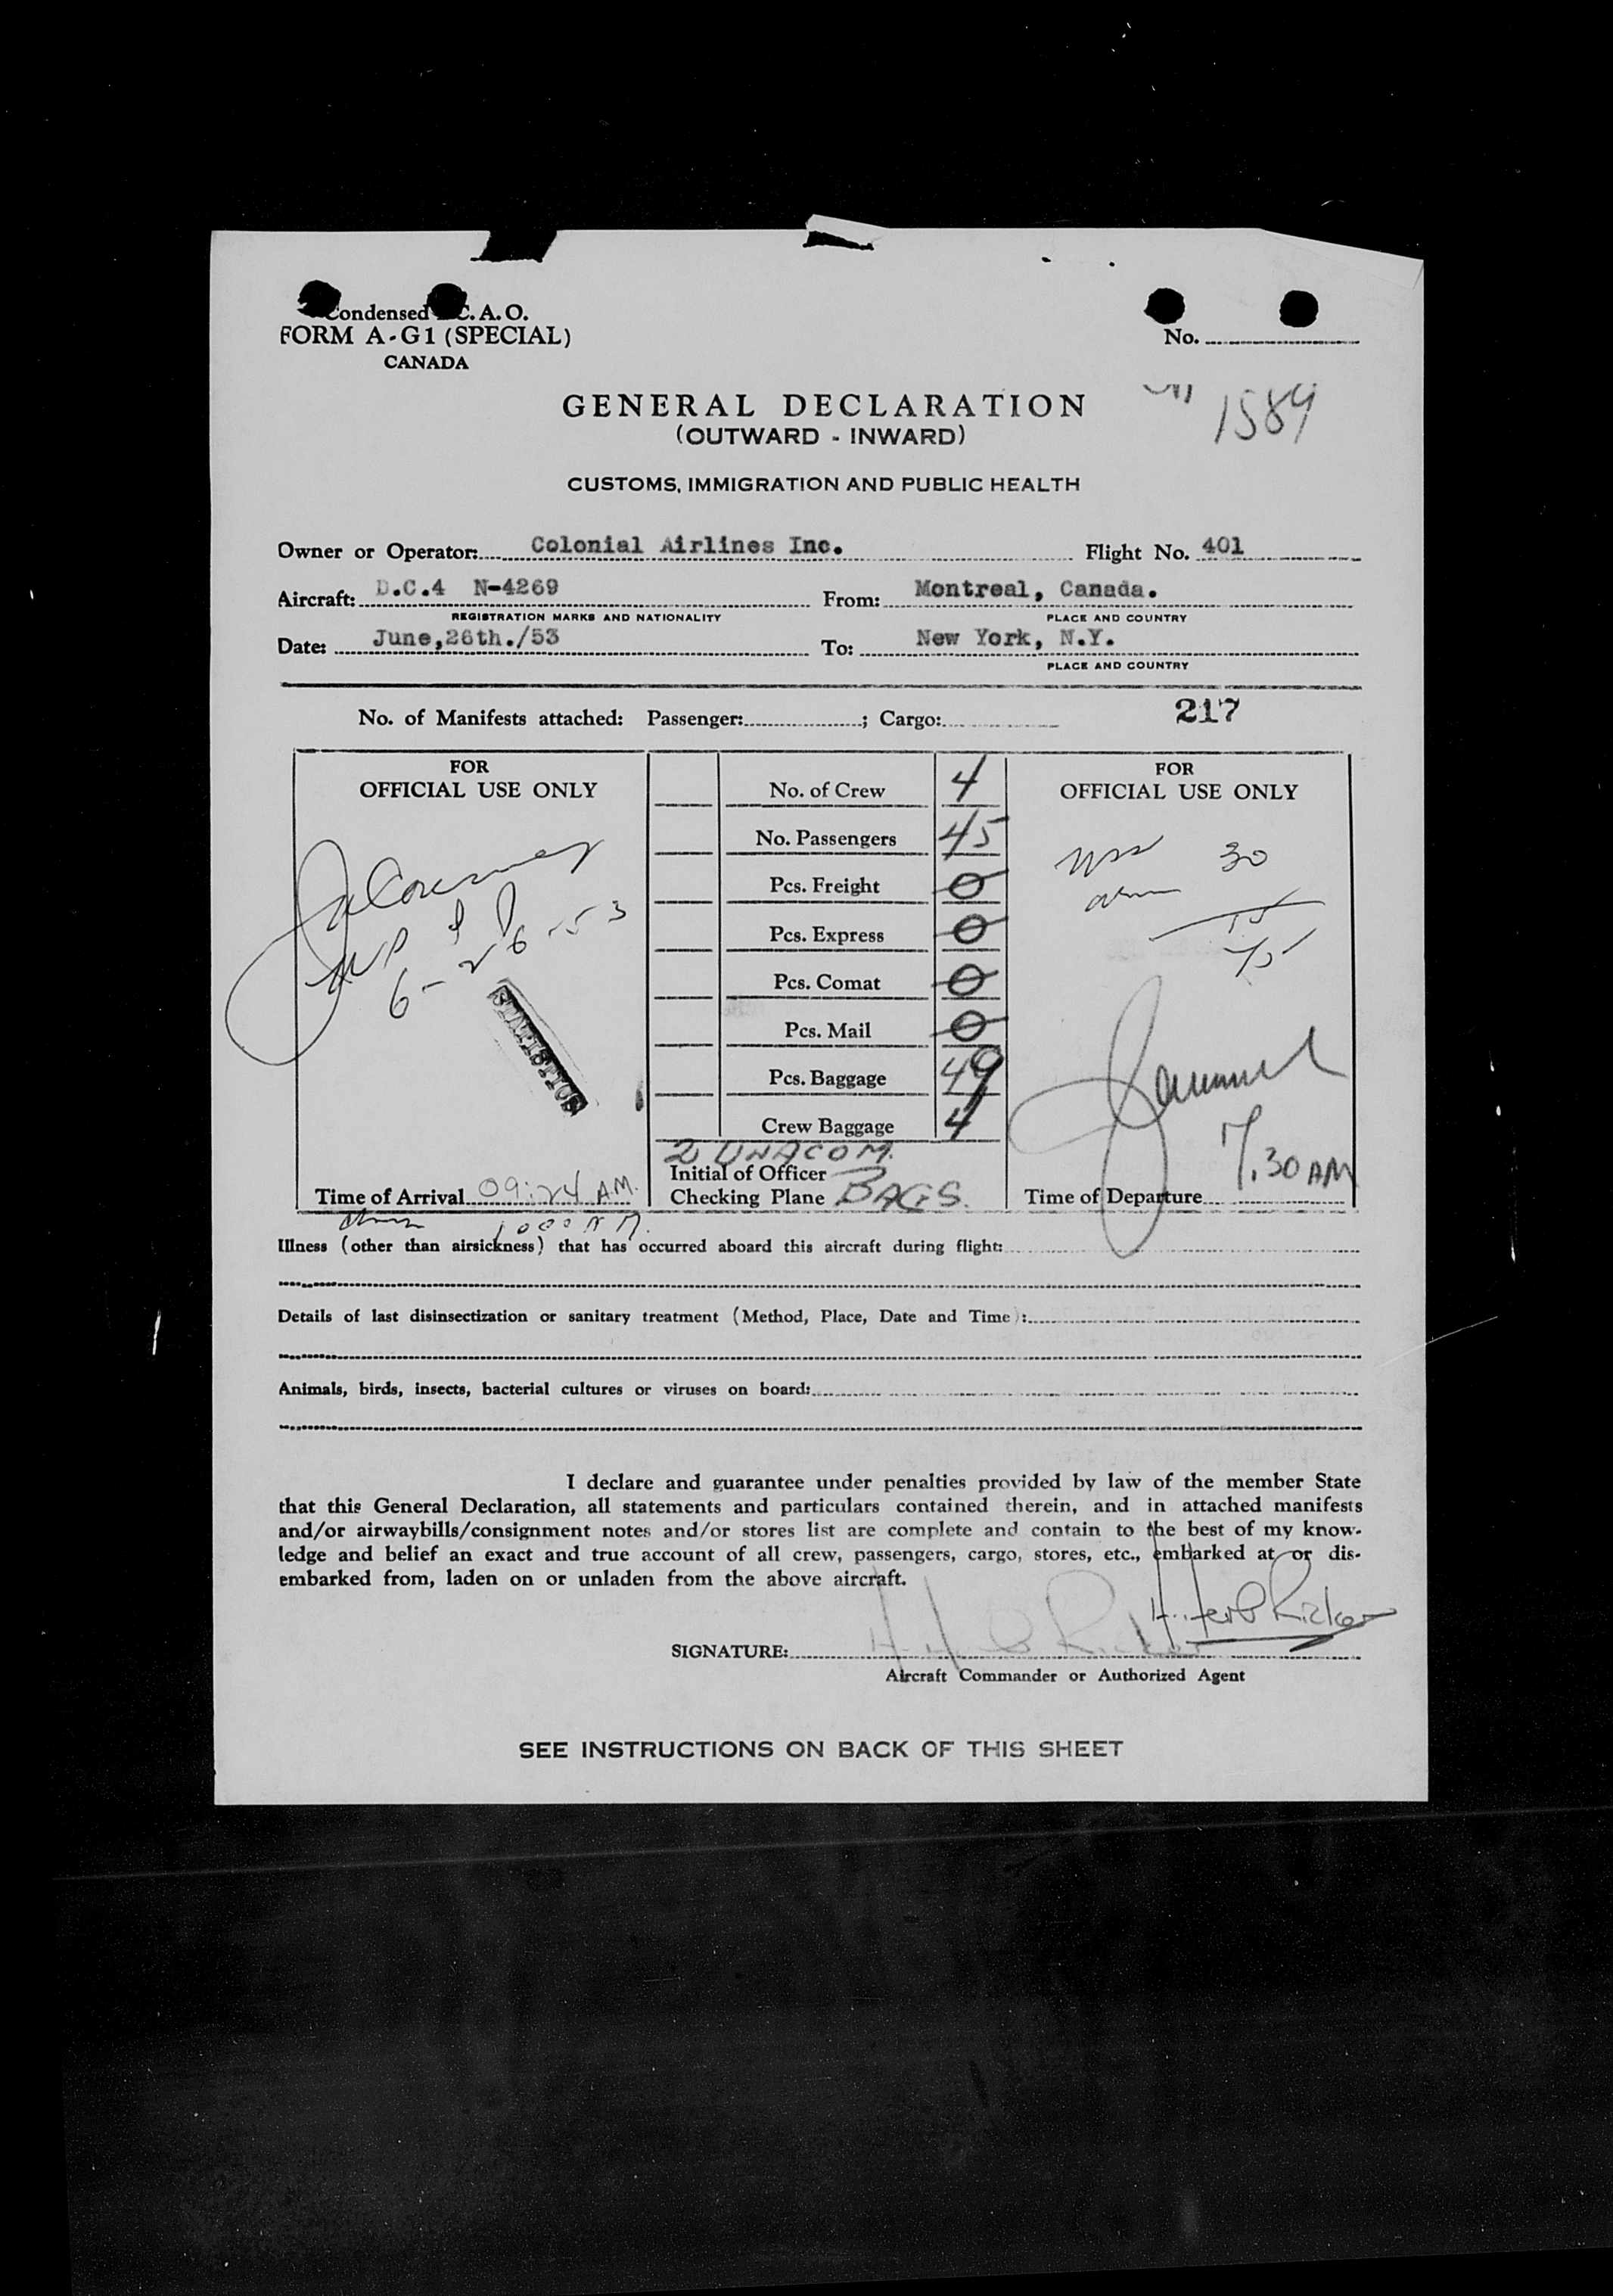 Condensed C. A. O.
FORM A-G1 (SPECIAL)
CANADA
No.
GENERAL DECLARATION
(OUTWARD - INWARD)
1589
CUSTOMS, IMMIGRATION AND PUBLIC HEALTH
Owner or Operator: Colonial Airlines Inc. Flight No. 401
Aircraft: D.C.4 N-4269 From: Montreal, Canada.
REGISTRATION MARKS AND NATIONALITY PLACE AND COUNTRY
Date: June,26th./53 To: New York, N.Y.
PLACE AND COUNTRY
No. of Manifests attached: Passenger: ; Cargo: 217
FOR
OFFICIAL USE ONLY
6-26-53
STATISTICS
Time of Arrival 09:24 A.M.
No. of Crew 4
No. Passengers 45
Pcs. Freight 0
Pcs. Express 0
Pcs. Comat 0
Pcs. Mail 0
Pcs. Baggage 49
Crew Baggage 4
2 UNACOM.
Initial of Officer
Checking Plane BAGS.
FOR
OFFICIAL USE ONLY
30
15
45
7.30 AM
Time of Departure
Illness (other than airsickness) that has occurred aboard this aircraft during flight:
Details of last disinsectization or sanitary treatment (Method, Place, Date and Time):
Animals, birds, insects, bacterial cultures or viruses on board:
I declare and guarantee under penalties provided by law of the member State
that this General Declaration, all statements and particulars contained therein, and in attached manifests
and/or airwaybills/consignment notes and/or stores list are complete and contain to the best of my know-
ledge and belief an exact and true account of all crew, passengers, cargo, stores, etc., embarked at or dis-
embarked from, laden on or unladen from the above aircraft.
H. Herb Ricker
SIGNATURE:
Aircraft Commander or Authorized Agent
SEE INSTRUCTIONS ON BACK OF THIS SHEET